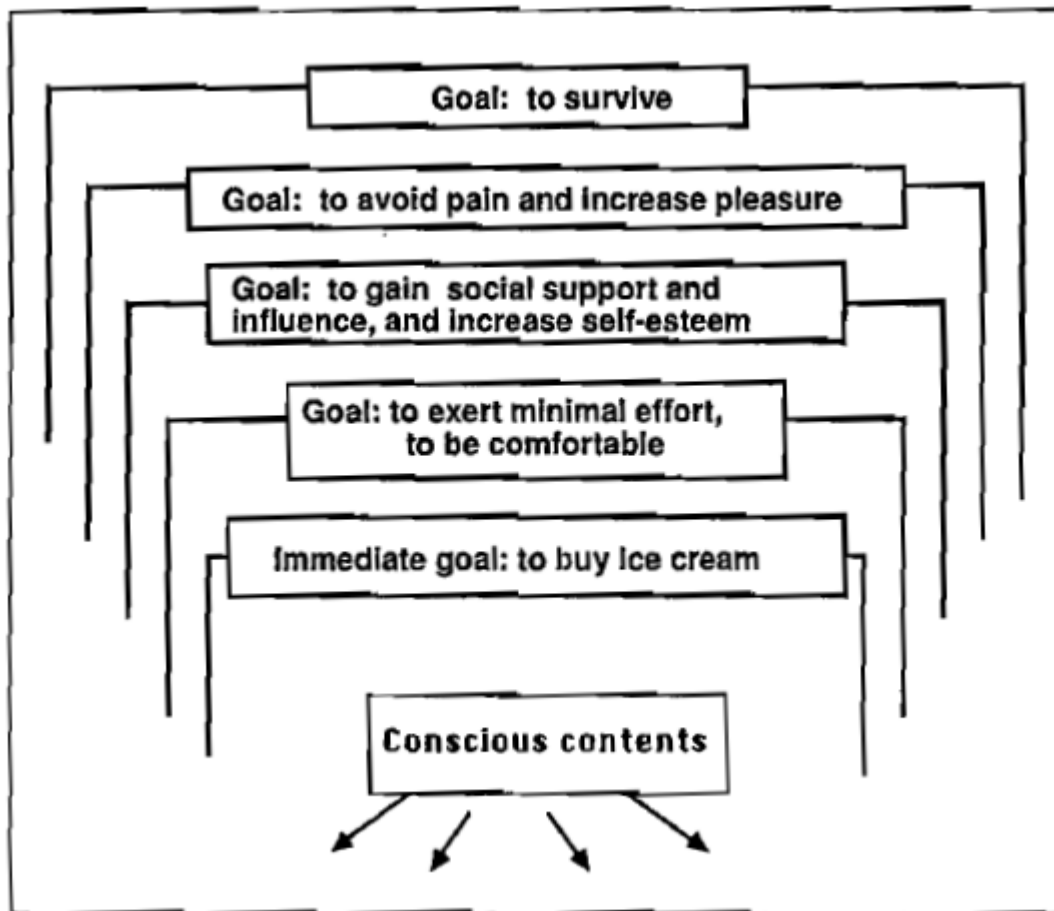 Goal: to survive
Goal: to avoid pain and increase pleasure
Goal: to gain social support and
influence, and increase self-esteem
Goal: to exert minimal effort,
to be comfortable
Immediate goal: to buy ice cream
Conscious contents